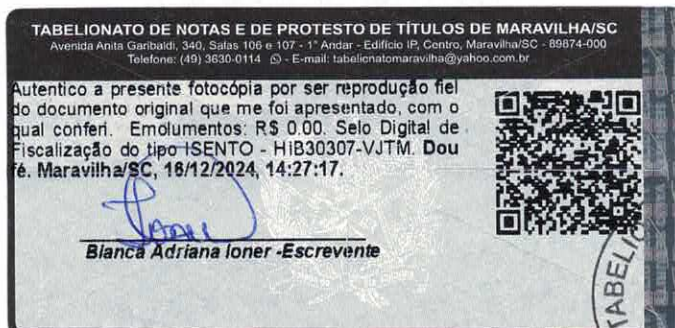 TABELIONATO DE NOTAS E DE PROTESTO DE TÍTULOS DE MARAVILHA/SC
Avenida Anita Garibaldi, 340, Salas 106 e 107 - 1° Andar - Edifício IP, Centro, Maravilha/SC - 89874-000
Telefone: (49) 3630-0114 - E-mail: tabelionatomaravilha@yahoo.com.br
Autentico a presente fotocópia por ser reprodução fiel
do documento original que me foi apresentado, com o
qual conferi. Emolumentos: R$ 0.00. Selo Digital de
Fiscalização do tipo ISENTO - HIB30307-VJTM. Dou
fé. Maravilha/SC, 16/12/2024, 14:27:17.
Bianca Adriana Ioner -Escrevente
TABELIO